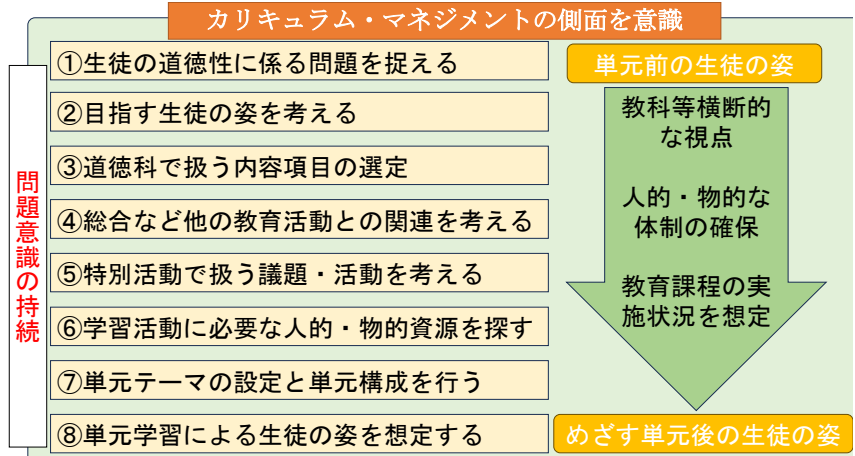 カリキュラム・マネジメントの側面を意識
問題意識の持続
①生徒の道徳性に係る問題を捉える
②目指す生徒の姿を考える
③道徳科で扱う内容項目の選定
④総合など他の教育活動との関連を考える
⑤特別活動で扱う議題・活動を考える
⑥学習活動に必要な人的・物的資源を探す
⑦単元テーマの設定と単元構成を行う
⑧単元学習による生徒の姿を想定する
単元前の生徒の姿
教科等横断的
な視点
人的・物的な
体制の確保
教育課程の実
施状況を想定
めざす単元後の生徒の姿